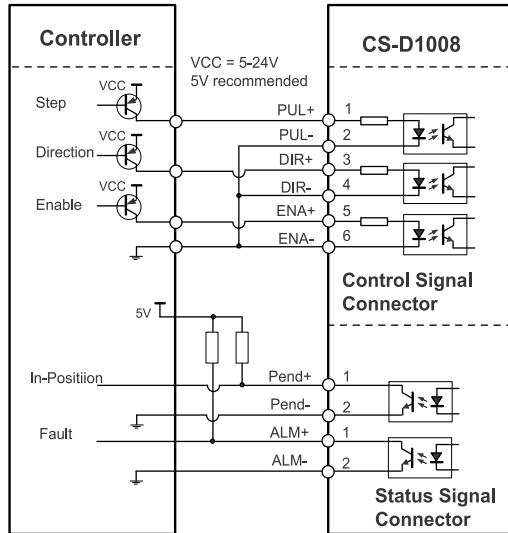 Controller
CS-D1008
VCC = 5-24V
5V recommended
VCC
Step
PUL+ 1
PUL- 2
VCC
Direction
DIR+ 3
DIR- 4
VCC
Enable
ENA+ 5
ENA- 6
Control Signal
Connector
5V
In-Positiion
Pend+ 1
Pend- 2
Fault
ALM+ 1
ALM- 2
Status Signal
Connector